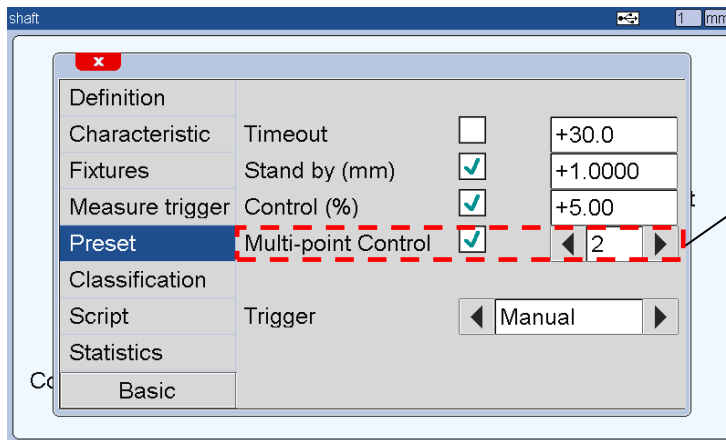 shaft 1 mm
x
Definition
Characteristic Timeout +30.0
Fixtures Stand by (mm) +1.0000
Measure trigger Control (%) +5.00
Preset Multi-point Control 2
Classification
Script Trigger Manual
Statistics
Basic